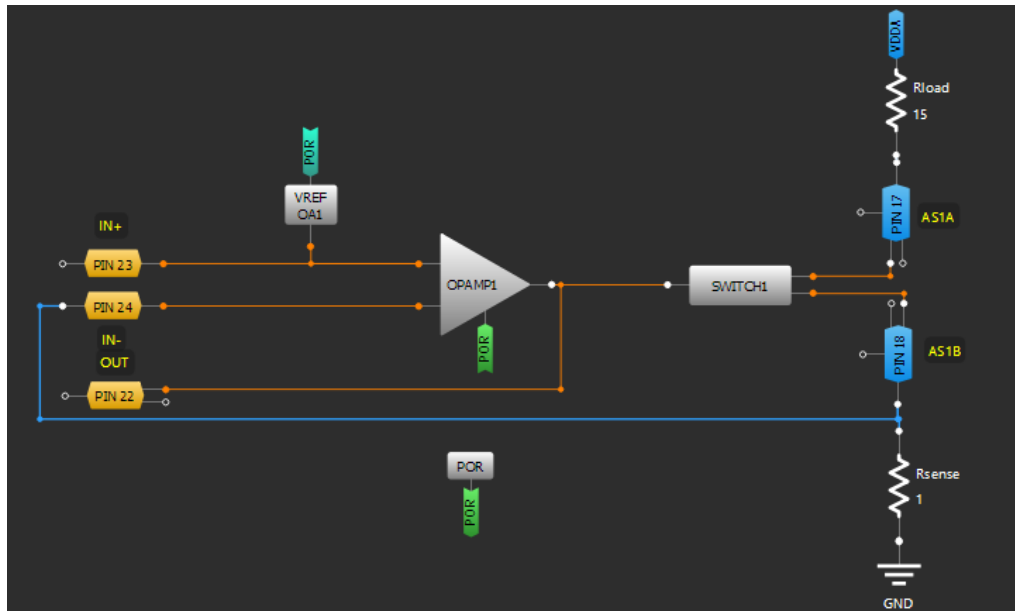 VDDA
Rload
15
POR
VREF
OA1
PIN 17
AS1A
IN+
PIN 23
OPAMP1
SWITCH1
PIN 24
IN-
OUT
POR
PIN 18
AS1B
PIN 22
POR
POR
Rsense
1
GND